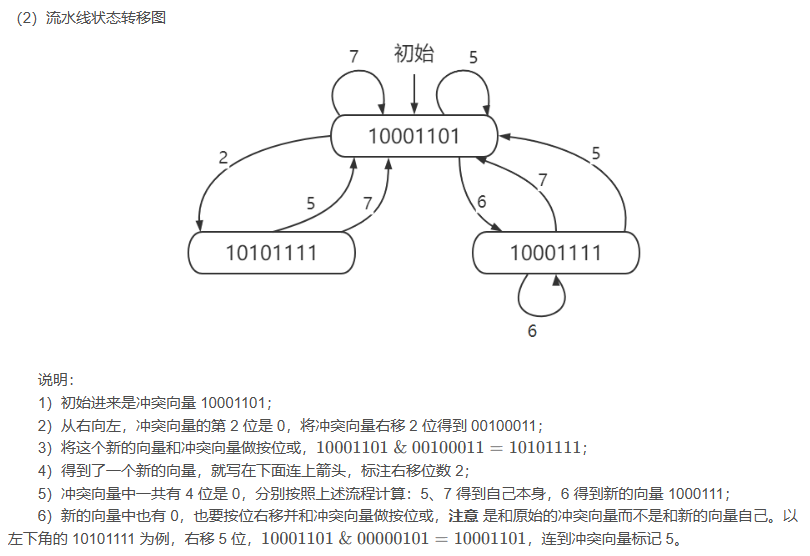 (2) 流水线状态转移图
初始
7
5
10001101
2
5
7
6
7
5
10101111
10001111
6
说明：
1）初始进来是冲突向量 10001101；
2）从右向左，冲突向量的第 2 位是 0，将冲突向量右移 2 位得到 00100011；
3）将这个新的向量和冲突向量做按位或，10001101 & 00100011 = 10101111；
4）得到了一个新的向量，就写在下面连上箭头，标注右移位数 2；
5）冲突向量中一共有 4 位是 0，分别按照上述流程计算：5、7 得到自己本身，6 得到新的向量 1000111；
6）新的向量中也有 0，也要按位右移并和冲突向量做按位或，注意 是和原始的冲突向量而不是和新的向量自己。以
左下角的 10101111 为例，右移 5 位，10001101 & 00000101 = 10001101，连到冲突向量标记 5。